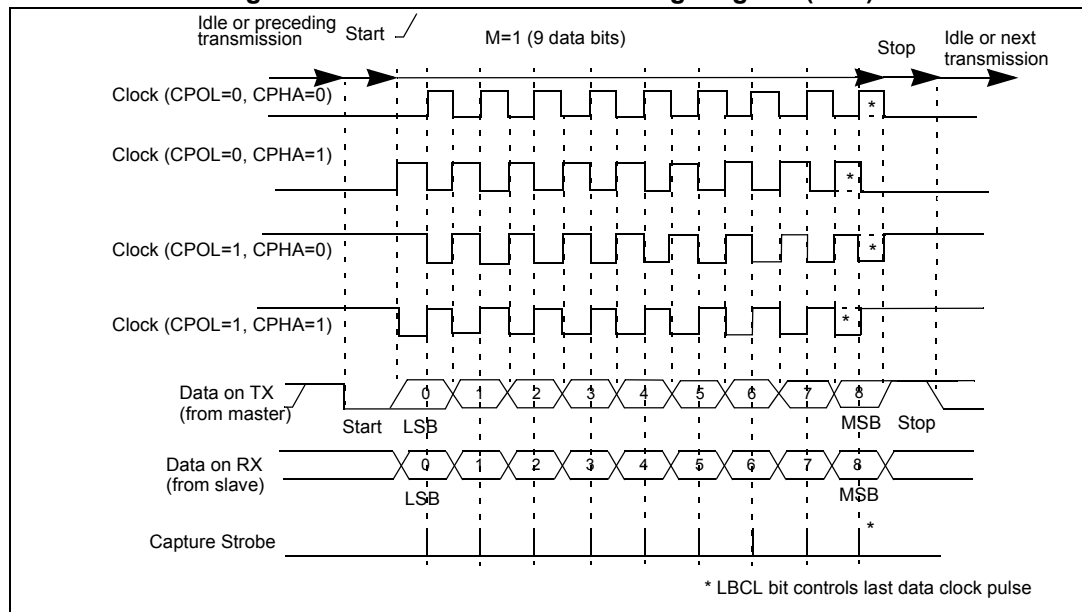 Idle or preceding
transmission
Start
M=1 (9 data bits)
Stop
Idle or next
transmission
Clock (CPOL=0, CPHA=0)
*
Clock (CPOL=0, CPHA=1)
*
Clock (CPOL=1, CPHA=0)
*
Clock (CPOL=1, CPHA=1)
*
Data on TX
(from master)
0 1 2 3 4 5 6 7 8
Start LSB MSB Stop
Data on RX
(from slave)
0 1 2 3 4 5 6 7 8
LSB MSB
Capture Strobe
*
* LBCL bit controls last data clock pulse